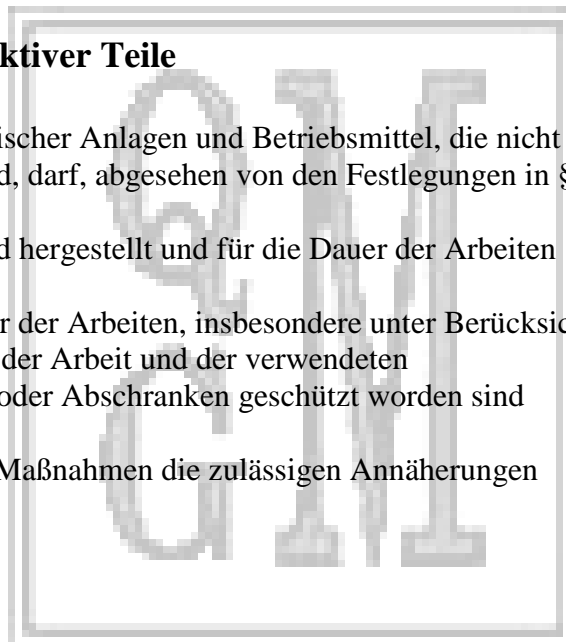 ktiver Teile
ischer Anlagen und Betriebsmittel, die nicht
d, darf, abgesehen von den Festlegungen in §
d hergestellt und für die Dauer der Arbeiten
r der Arbeiten, insbesondere unter Berücksic
der Arbeit und der verwendeten
oder Abschranken geschützt worden sind
Maßnahmen die zulässigen Annäherungen
Q M
G